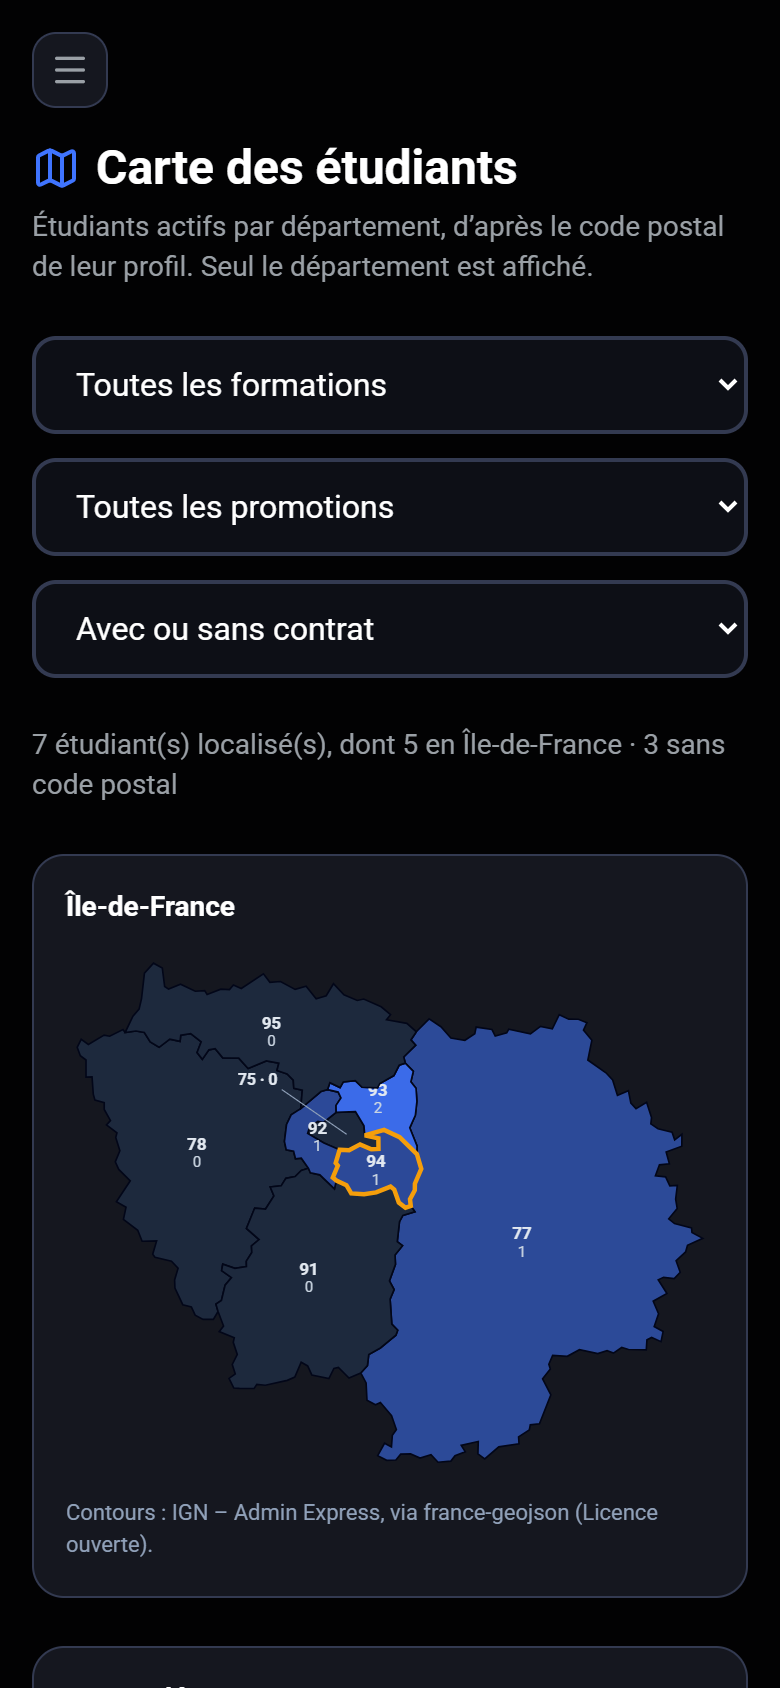 Carte des étudiants
Étudiants actifs par département, d’après le code postal
de leur profil. Seul le département est affiché.
Toutes les formations
Toutes les promotions
Avec ou sans contrat
7 étudiant(s) localisé(s), dont 5 en Île-de-France · 3 sans
code postal
Île-de-France
95
0
75 · 0
93
2
92
1
78
0
94
1
77
1
91
0
Contours : IGN – Admin Express, via france-geojson (Licence
ouverte).